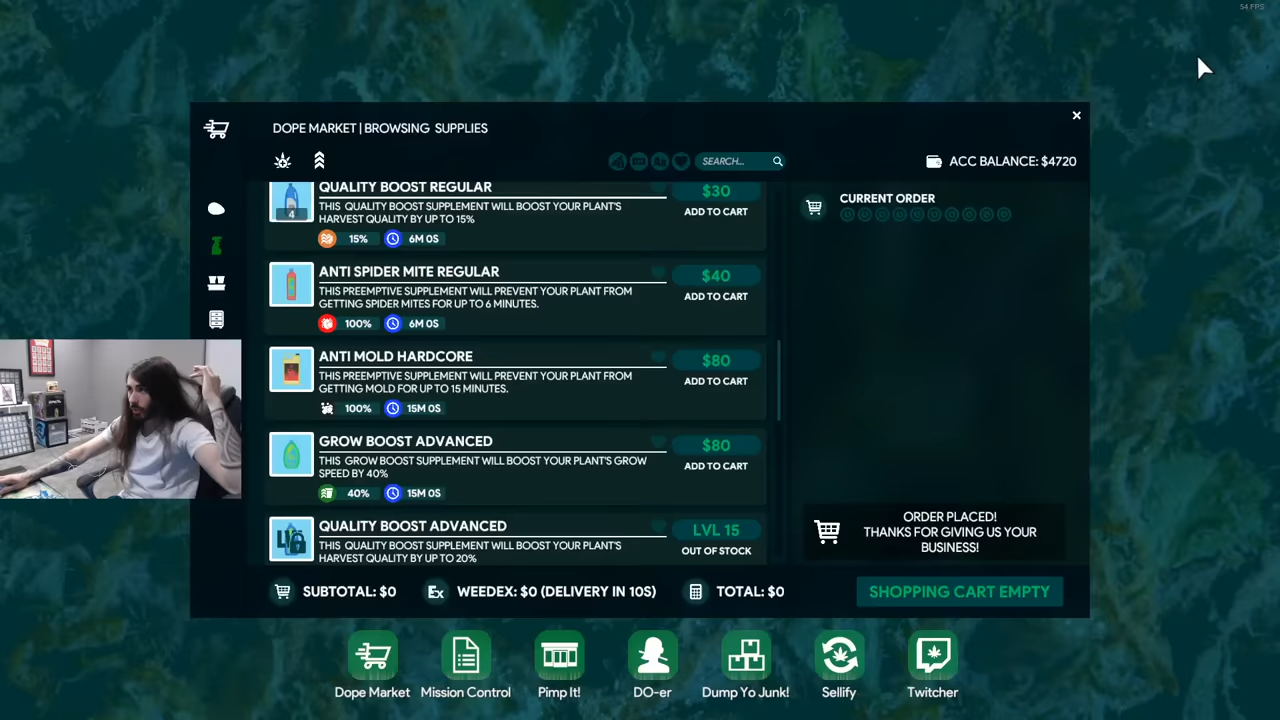 54 FPS
DOPE MARKET | BROWSING SUPPLIES
SEARCH...
ACC BALANCE: $4720
QUALITY BOOST REGULAR
$30
THIS QUALITY BOOST SUPPLEMENT WILL BOOST YOUR PLANT'S
HARVEST QUALITY BY UP TO 15%
ADD TO CART
4
15%
6M 0S
CURRENT ORDER
ANTI SPIDER MITE REGULAR
$40
THIS PREEMPTIVE SUPPLEMENT WILL PREVENT YOUR PLANT FROM
GETTING SPIDER MITES FOR UP TO 6 MINUTES.
ADD TO CART
100%
6M 0S
ANTI MOLD HARDCORE
$80
THIS PREEMPTIVE SUPPLEMENT WILL PREVENT YOUR PLANT FROM
GETTING MOLD FOR UP TO 15 MINUTES.
ADD TO CART
100%
15M 0S
GROW BOOST ADVANCED
$80
THIS GROW BOOST SUPPLEMENT WILL BOOST YOUR PLANT'S GROW
SPEED BY 40%
ADD TO CART
40%
15M 0S
QUALITY BOOST ADVANCED
LVL 15
THIS QUALITY BOOST SUPPLEMENT WILL BOOST YOUR PLANT'S
HARVEST QUALITY BY UP TO 20%
OUT OF STOCK
ORDER PLACED!
THANKS FOR GIVING US YOUR
BUSINESS!
SUBTOTAL: $0
Ex
WEEDEX: $0 (DELIVERY IN 10S)
TOTAL: $0
SHOPPING CART EMPTY
Dope Market
Mission Control
Pimp It!
DO-er
Dump Yo Junk!
Sellify
Twitcher